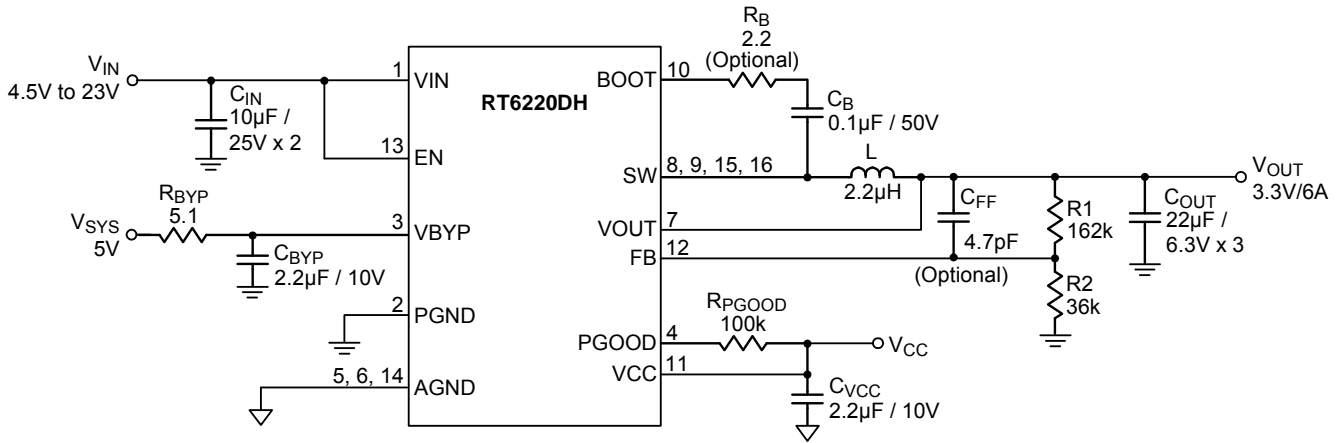 V_IN
4.5V to 23V
C_IN
10µF /
25V x 2
1
VIN
13
EN
R_BYP
5.1
V_SYS
5V
3
VBYP
C_BYP
2.2µF / 10V
2
PGND
5, 6, 14
AGND
RT6220DH
BOOT
10
R_B
2.2
(Optional)
C_B
0.1µF / 50V
SW
8, 9, 15, 16
L
2.2µH
VOUT
7
FB
12
C_FF
4.7pF
(Optional)
R1
162k
R2
36k
C_OUT
22µF /
6.3V x 3
V_OUT
3.3V/6A
PGOOD
4
R_PGOOD
100k
V_CC
VCC
11
C_VCC
2.2µF / 10V